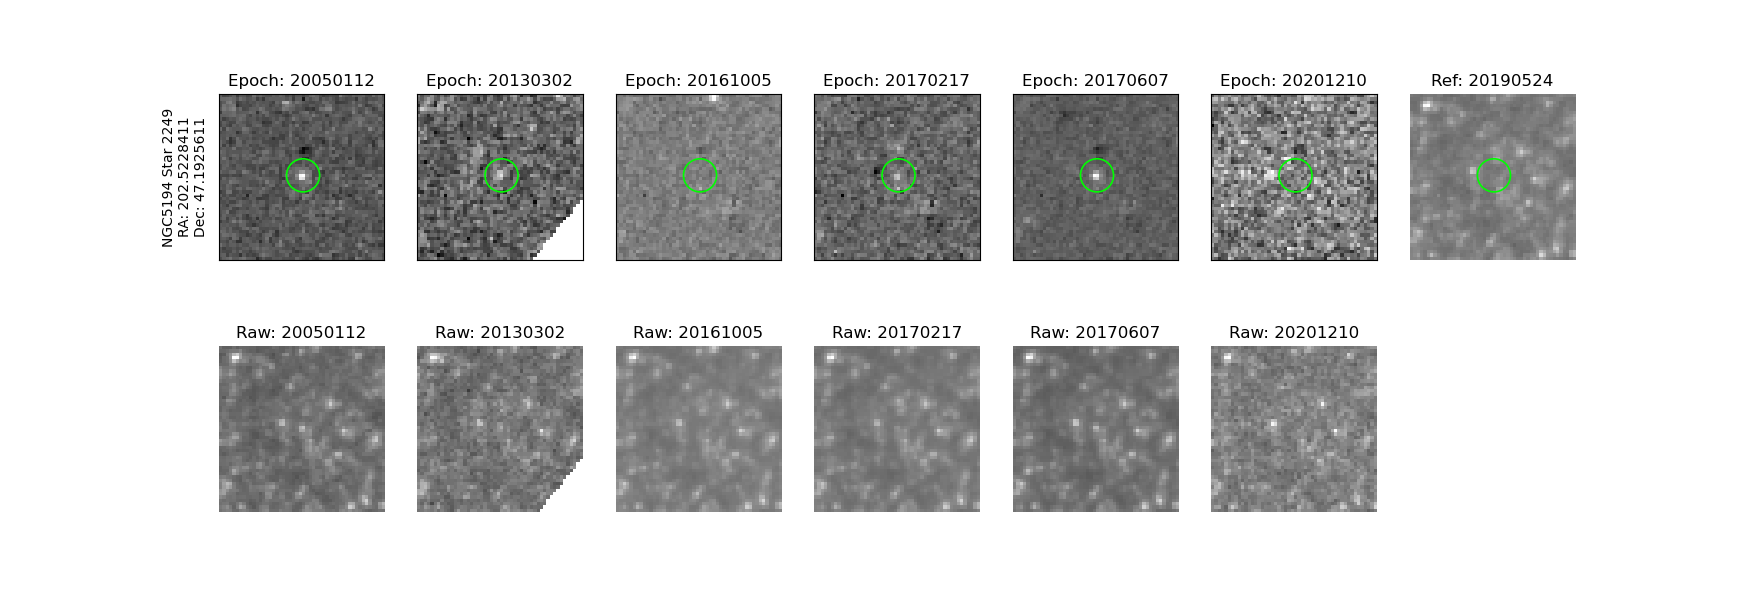 Epoch: 20050112
Epoch: 20130302
Epoch: 20161005
Epoch: 20170217
Epoch: 20170607
Epoch: 20201210
Ref: 20190524
NGC5194 Star 2249
RA: 202.5228411
Dec: 47.1925611
Raw: 20050112
Raw: 20130302
Raw: 20161005
Raw: 20170217
Raw: 20170607
Raw: 20201210